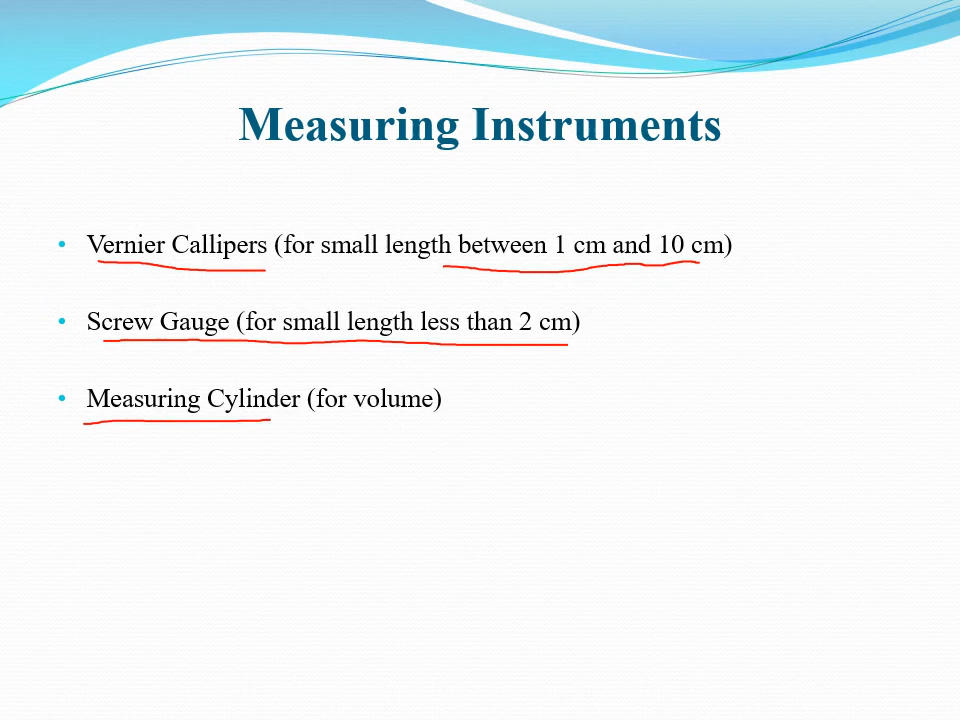 Measuring Instruments
• Vernier Callipers (for small length between 1 cm and 10 cm)
• Screw Gauge (for small length less than 2 cm)
• Measuring Cylinder (for volume)